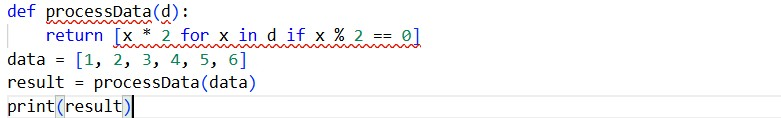 def processData(d):
    return [x * 2 for x in d if x % 2 == 0]
data = [1, 2, 3, 4, 5, 6]
result = processData(data)
print(result)